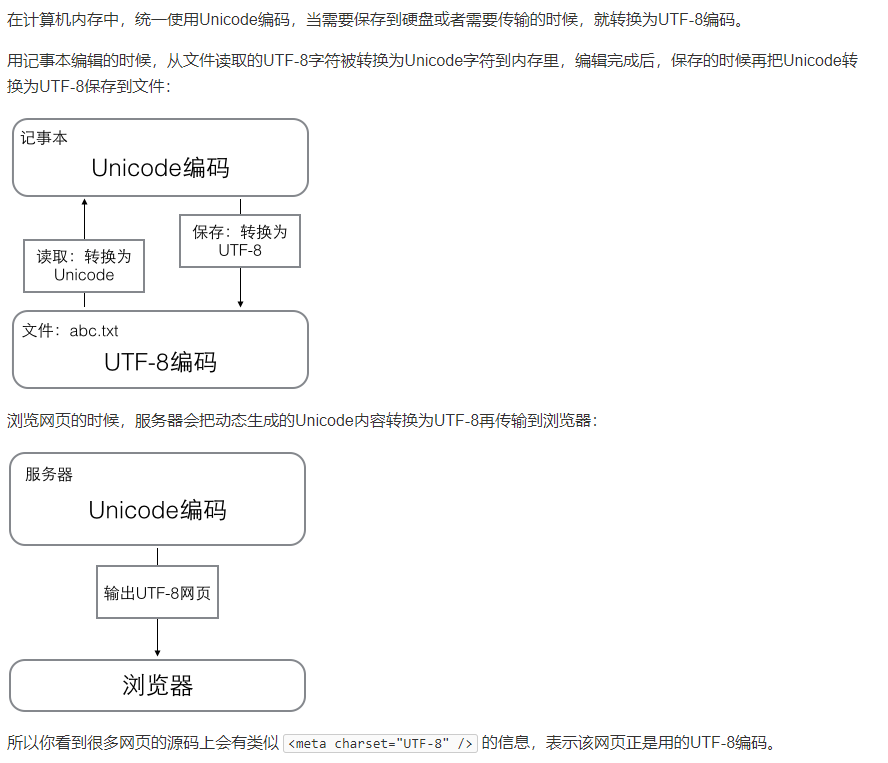 在计算机内存中，统一使用Unicode编码，当需要保存到硬盘或者需要传输的时候，就转换为UTF-8编码。
用记事本编辑的时候，从文件读取的UTF-8字符被转换为Unicode字符到内存里，编辑完成后，保存的时候再把Unicode转
换为UTF-8保存到文件：
记事本
Unicode编码
读取：转换为
Unicode
保存：转换为
UTF-8
文件：abc.txt
UTF-8编码
浏览网页的时候，服务器会把动态生成的Unicode内容转换为UTF-8再传输到浏览器：
服务器
Unicode编码
输出UTF-8网页
浏览器
所以你看到很多网页的源码上会有类似 <meta charset="UTF-8" /> 的信息，表示该网页正是用的UTF-8编码。